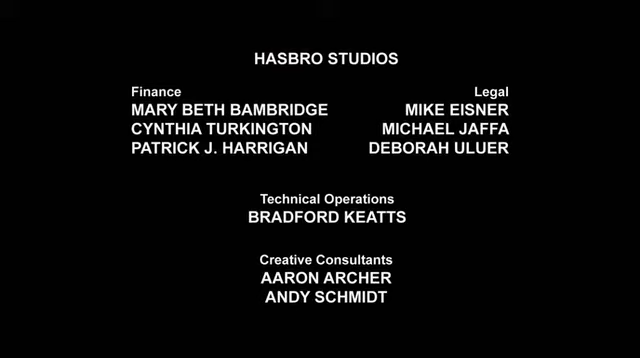 HASBRO STUDIOS
Finance
MARY BETH BAMBRIDGE
CYNTHIA TURKINGTON
PATRICK J. HARRIGAN
Legal
MIKE EISNER
MICHAEL JAFFA
DEBORAH ULUER
Technical Operations
BRADFORD KEATTS
Creative Consultants
AARON ARCHER
ANDY SCHMIDT